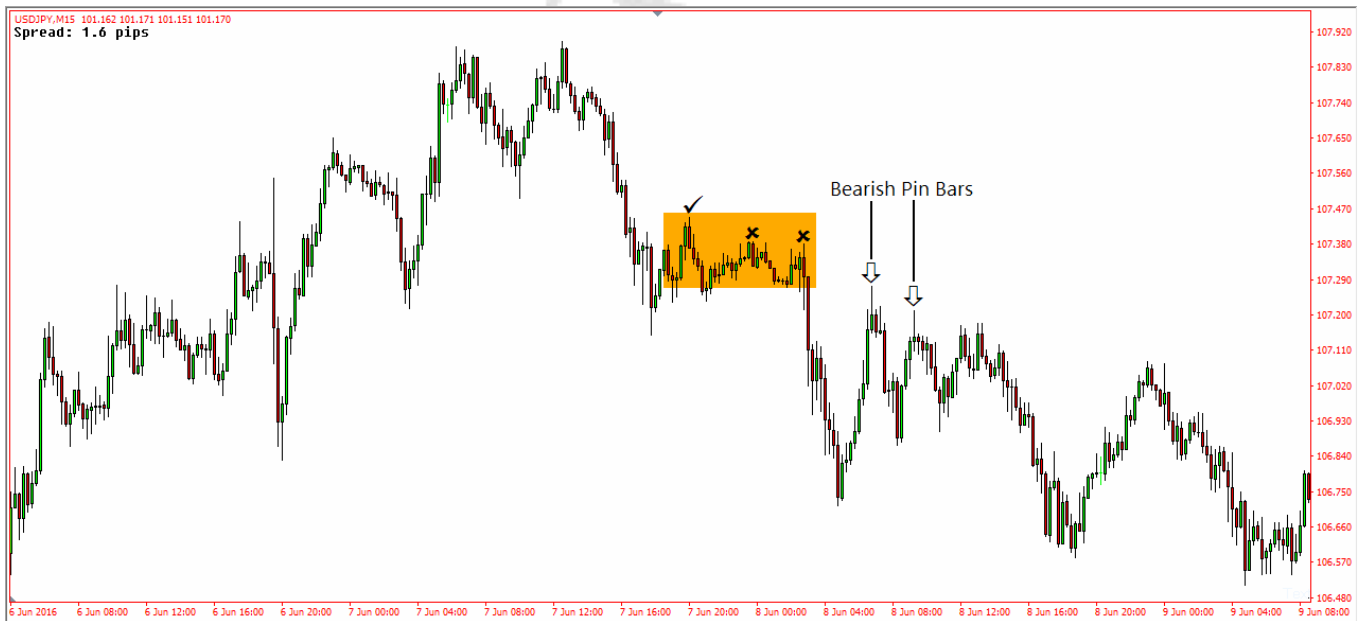 USDJPY,M15 101.162 101.171 101.151 101.170
Spread: 1.6 pips
Bearish Pin Bars
107.920
107.830
107.740
107.650
107.560
107.470
107.380
107.290
107.200
107.110
107.020
106.930
106.840
106.750
106.660
106.570
106.480
6 Jun 2016
6 Jun 08:00
6 Jun 12:00
6 Jun 16:00
6 Jun 20:00
7 Jun 00:00
7 Jun 04:00
7 Jun 08:00
7 Jun 12:00
7 Jun 16:00
7 Jun 20:00
8 Jun 00:00
8 Jun 04:00
8 Jun 08:00
8 Jun 12:00
8 Jun 16:00
8 Jun 20:00
9 Jun 00:00
9 Jun 04:00
9 Jun 08:00